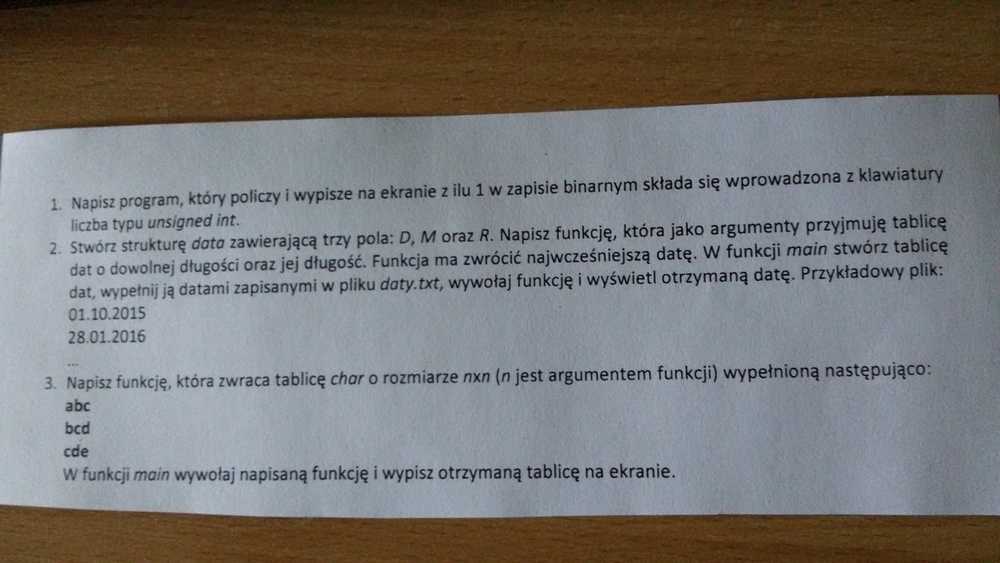 1. Napisz program, który policzy i wypisze na ekranie z ilu 1 w zapisie binarnym składa się wprowadzona z klawiatury
liczba typu unsigned int.
2. Stwórz strukturę data zawierającą trzy pola: D, M oraz R. Napisz funkcję, która jako argumenty przyjmuję tablicę
dat o dowolnej długości oraz jej długość. Funkcja ma zwrócić najwcześniejszą datę. W funkcji main stwórz tablicę
dat, wypełnij ją datami zapisanymi w pliku daty.txt, wywołaj funkcję i wyświetl otrzymaną datę. Przykładowy plik:
01.10.2015
28.01.2016
...
3. Napisz funkcję, która zwraca tablicę char o rozmiarze nxn (n jest argumentem funkcji) wypełnioną następująco:
abc
bcd
cde
W funkcji main wywołaj napisaną funkcję i wypisz otrzymaną tablicę na ekranie.